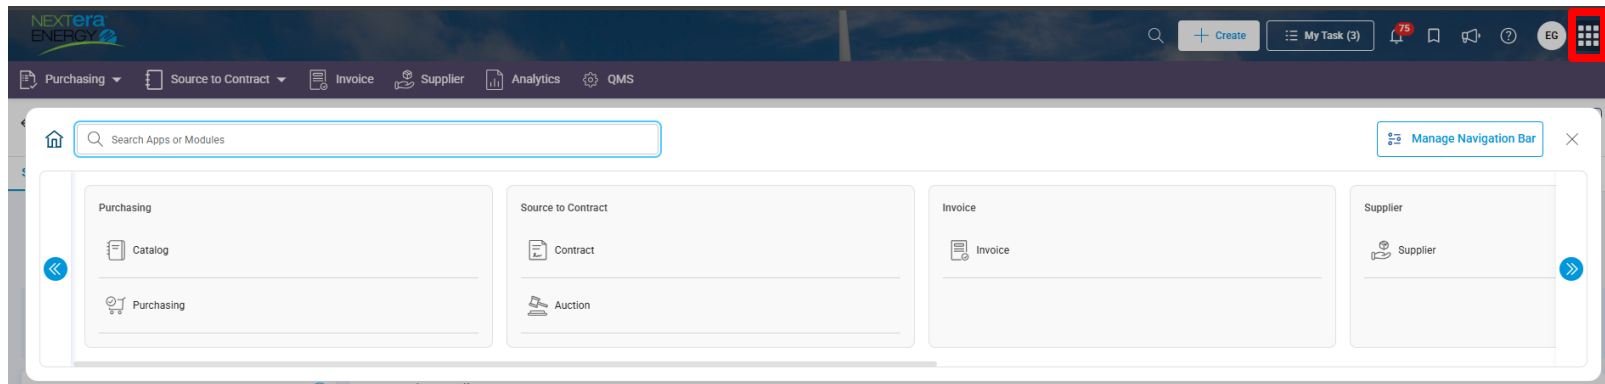 NEXTera
ENERGY
Create
My Task (3)
75
EG
Purchasing
Source to Contract
Invoice
Supplier
Analytics
QMS
Search Apps or Modules
Manage Navigation Bar
Purchasing
Catalog
Purchasing
Source to Contract
Contract
Auction
Invoice
Invoice
Supplier
Supplier